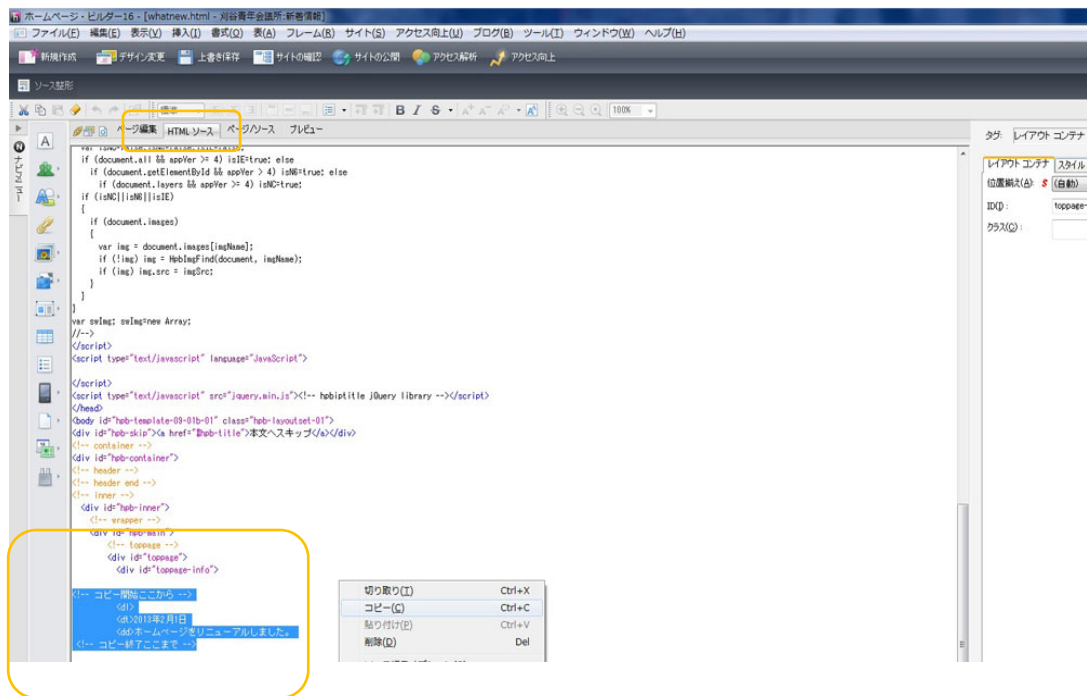 ホームページ・ビルダー16 - [whatnew.html - 刈谷青年会議所:新着情報]
ファイル(F) 編集(E) 表示(V) 挿入(I) 書式(O) 表(A) フレーム(R) サイト(S) アクセス向上(U) ブログ(B) ツール(T) ウィンドウ(W) ヘルプ(H)
新規作成 デザイン変更 上書き保存 サイトの確認 サイトの公開 アクセス解析 アクセス向上
ソース整形
標準 B I S 100%
ページ編集 HTMLソース ページ/ソース プレビュー
ナビメニュー
タグ: レイアウト コンテナ
レイアウト コンテナ スタイル
位置揃え(A): (自動)
ID(I): toppage-
クラス(C):
if (document.all && appVer >= 4) isIE=true; else
if (document.getElementById && appVer > 4) isN6=true; else
if (document.layers && appVer >= 4) isNC=true;
if (isNC||isN6||isIE)
{
if (document.images)
{
var img = document.images[imgName];
if (!img) img = HpbImgFind(document, imgName);
if (img) img.src = imgSrc;
}
}
}
var swImg; swImg=new Array;
//-->
</script>
<script type="text/javascript" language="JavaScript">
</script>
<script type="text/javascript" src="jquery.min.js"><!-- hpbiptitle jQuery library --></script>
</head>
<body id="hpb-template-09-01b-01" class="hpb-layoutset-01">
<div id="hpb-skip"><a href="#hpb-title">本文へスキップ</a></div>
<!-- container -->
<div id="hpb-container">
<!-- header -->
<!-- header end -->
<!-- inner -->
<div id="hpb-inner">
<!-- wrapper -->
<div id="hpb-main">
<!-- toppage -->
<div id="toppage">
<div id="toppage-info">
<!-- コピー開始ここから -->
<dl>
<dt>2013年2月1日
<dd>ホームページをリニューアルしました。
<!-- コピー終了ここまで -->
切り取り(T) Ctrl+X
コピー(C) Ctrl+C
貼り付け(P) Ctrl+V
削除(D) Del